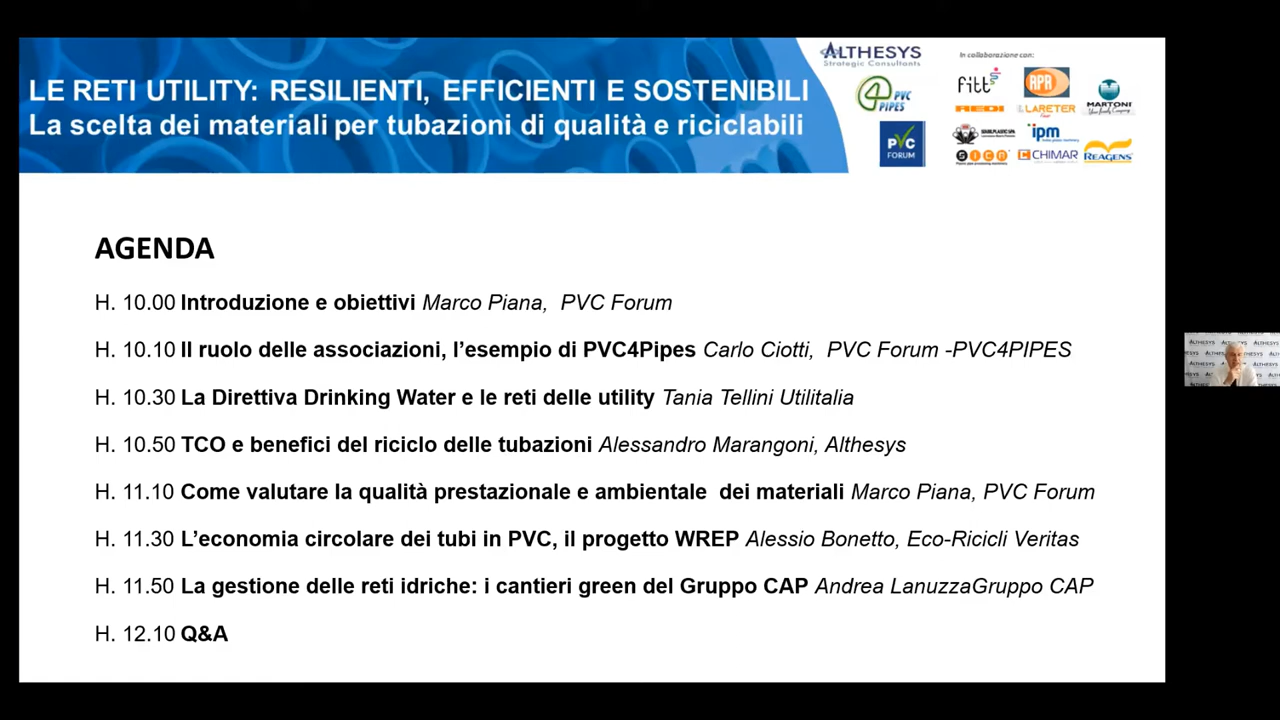 LE RETI UTILITY: RESILIENTI, EFFICIENTI E SOSTENIBILI
La scelta dei materiali per tubazioni di qualità e riciclabili
ALTHESYS
Strategic Consultants
4 PVC
PIPES
PVC
FORUM
In collaborazione con:
fitt
APR
REDI
LARETER
MARTONI
Your family Company
ipm
SICA
CHIMAR
REAGENS
AGENDA
H. 10.00 Introduzione e obiettivi Marco Piana, PVC Forum
H. 10.10 Il ruolo delle associazioni, l’esempio di PVC4Pipes Carlo Ciotti, PVC Forum -PVC4PIPES
H. 10.30 La Direttiva Drinking Water e le reti delle utility Tania Tellini Utilitalia
H. 10.50 TCO e benefici del riciclo delle tubazioni Alessandro Marangoni, Althesys
H. 11.10 Come valutare la qualità prestazionale e ambientale dei materiali Marco Piana, PVC Forum
H. 11.30 L’economia circolare dei tubi in PVC, il progetto WREP Alessio Bonetto, Eco-Ricicli Veritas
H. 11.50 La gestione delle reti idriche: i cantieri green del Gruppo CAP Andrea LanuzzaGruppo CAP
H. 12.10 Q&A